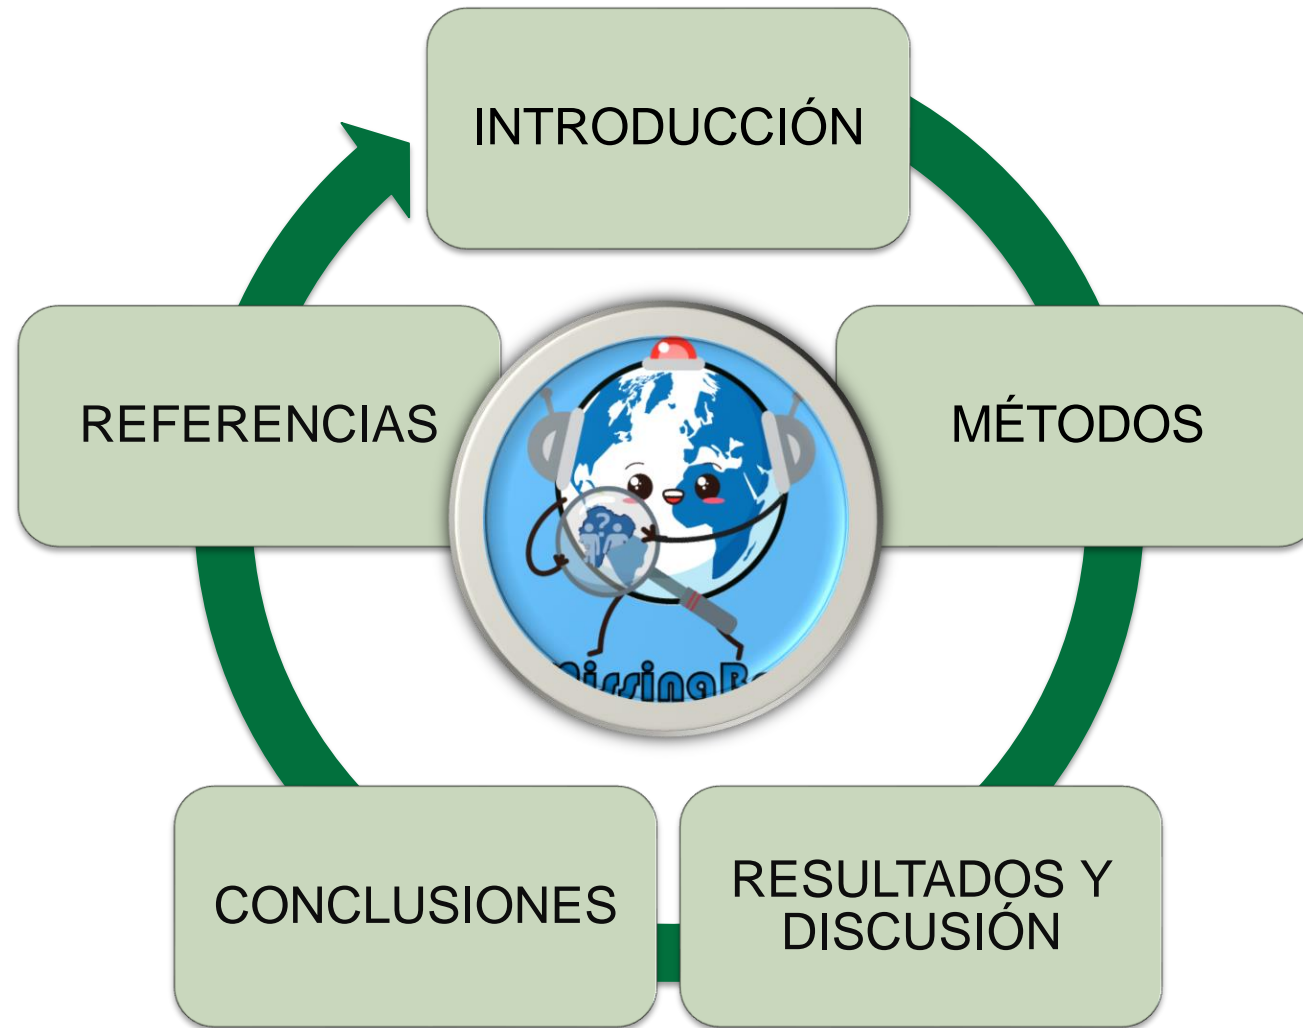 INTRODUCCIÓN
MÉTODOS
RESULTADOS Y
DISCUSIÓN
CONCLUSIONES
REFERENCIAS
?